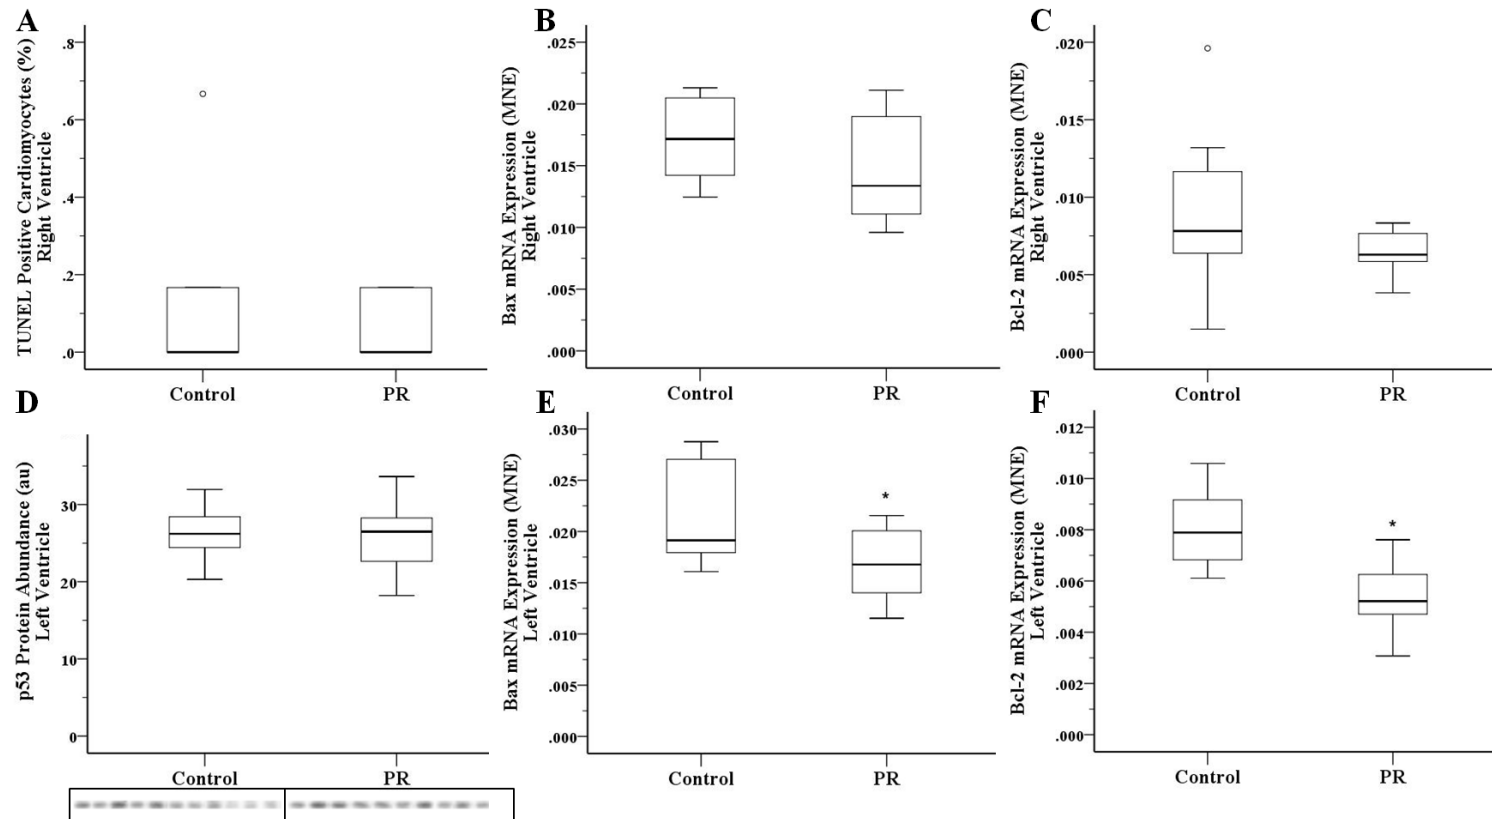 A
TUNEL Positive Cardiomyocytes (%)
Right Ventricle
.8
.6
.4
.2
.0
Control
PR
B
Bax mRNA Expression (MNE)
Right Ventricle
.025
.020
.015
.010
.005
.000
Control
PR
C
Bcl-2 mRNA Expression (MNE)
Right Ventricle
.020
.015
.010
.005
.000
Control
PR
D
p53 Protein Abundance (au)
Left Ventricle
30
20
10
0
Control
PR
E
Bax mRNA Expression (MNE)
Left Ventricle
.030
.025
.020
.015
.010
.005
.000
*
Control
PR
F
Bcl-2 mRNA Expression (MNE)
Left Ventricle
.012
.010
.008
.006
.004
.002
.000
*
Control
PR